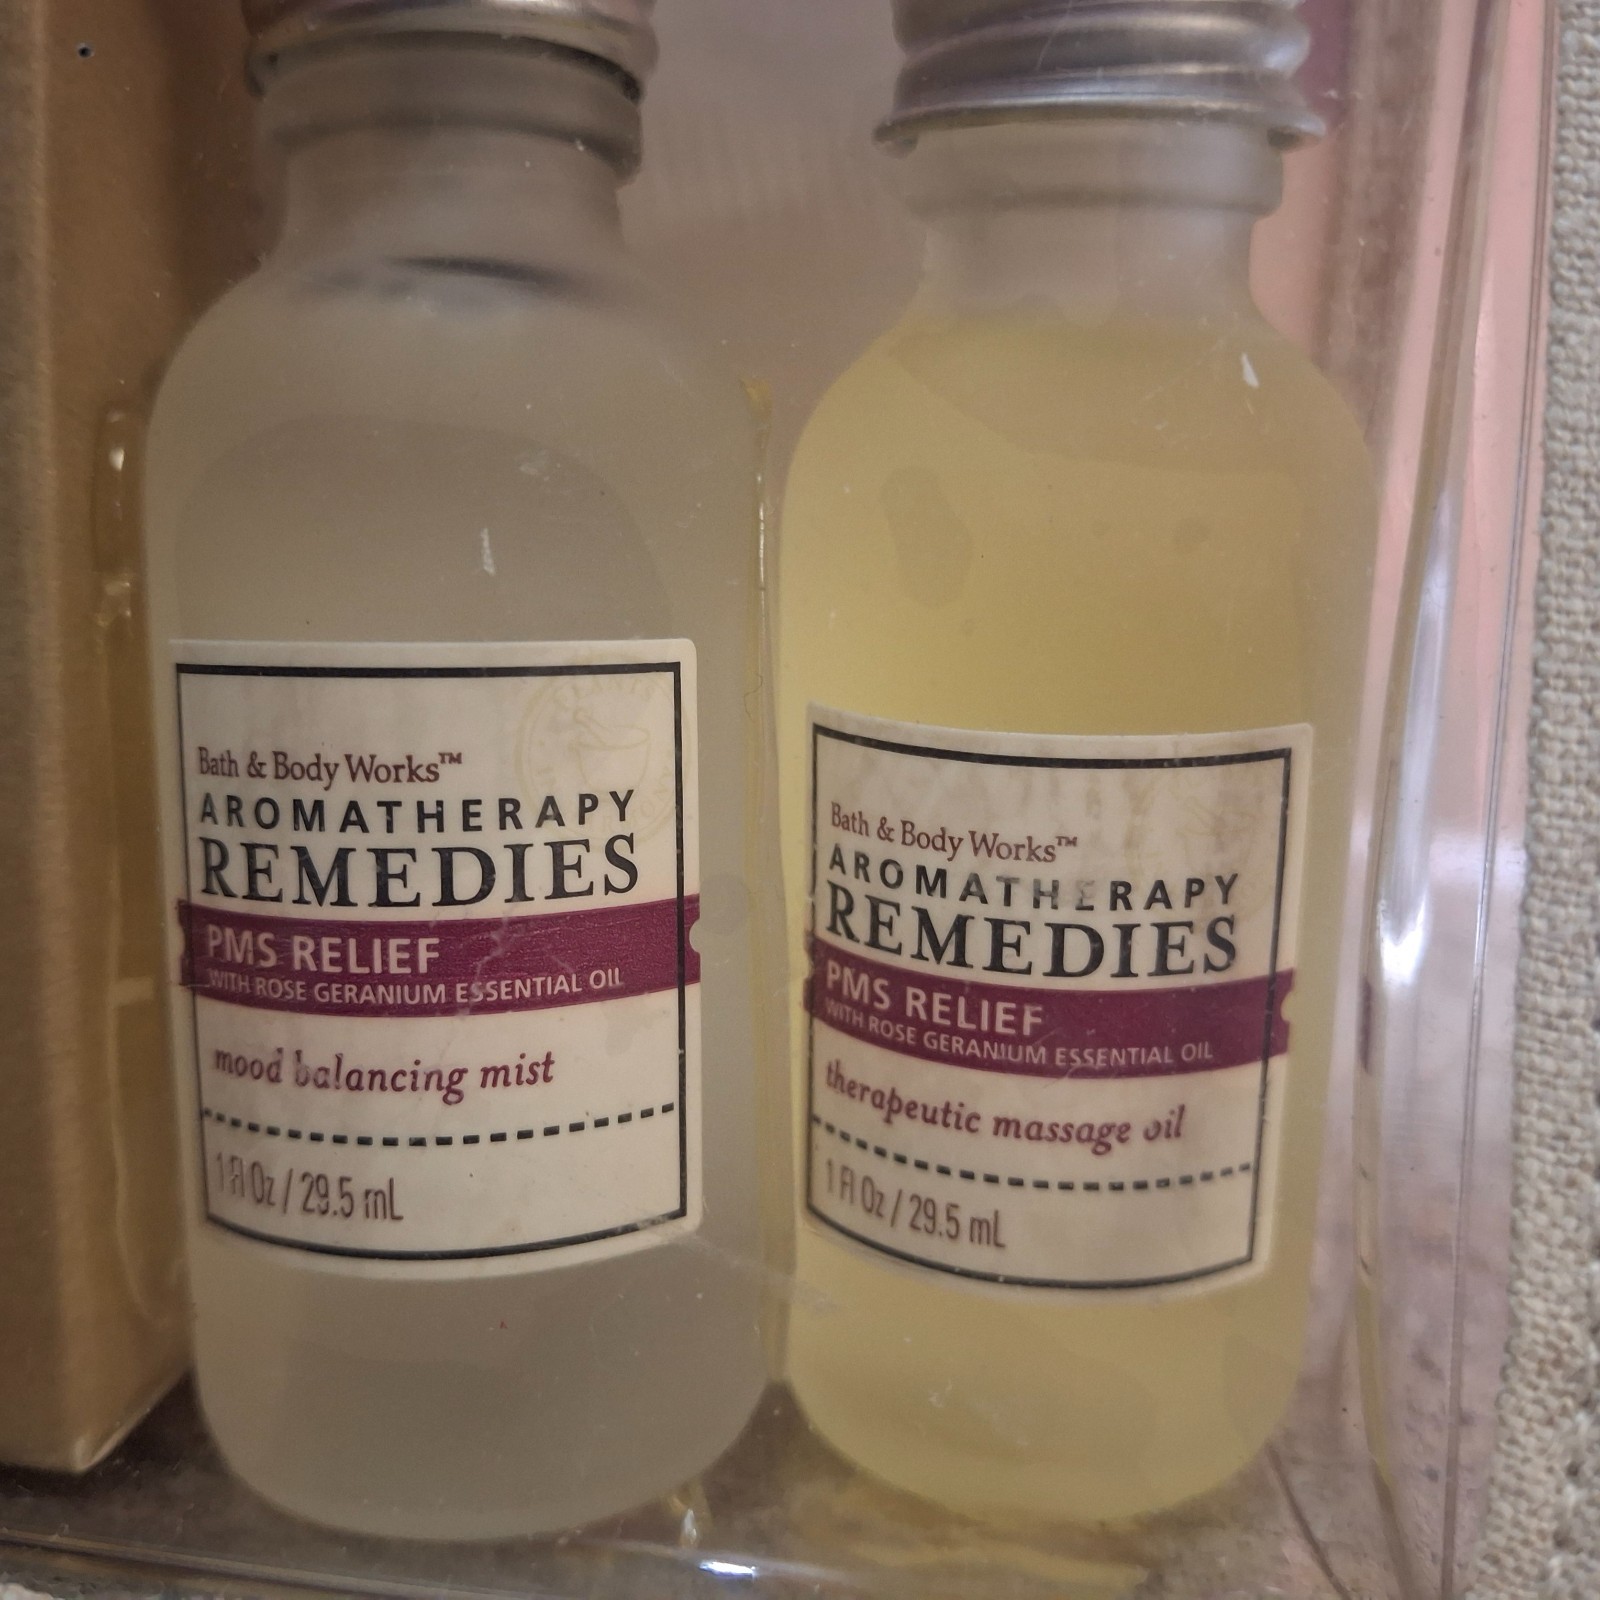 Bath & Body Works™
AROMATHERAPY
REMEDIES
PMS RELIEF
WITH ROSE GERANIUM ESSENTIAL OIL
mood balancing mist
1 Fl Oz / 29.5 mL
Bath & Body Works™
AROMATHERAPY
REMEDIES
PMS RELIEF
WITH ROSE GERANIUM ESSENTIAL OIL
therapeutic massage oil
1 Fl Oz / 29.5 mL